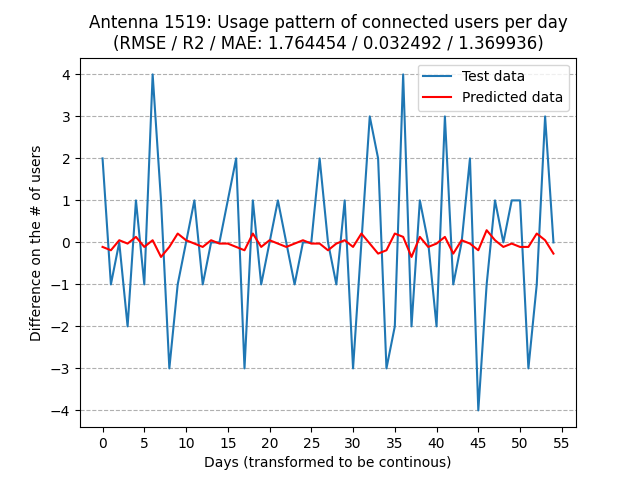 Antenna 1519: Usage pattern of connected users per day
(RMSE / R2 / MAE: 1.764454 / 0.032492 / 1.369936)
Test data
Predicted data
Difference on the # of users
4
3
2
1
0
−1
−2
−3
−4
0 5 10 15 20 25 30 35 40 45 50 55
Days (transformed to be continous)